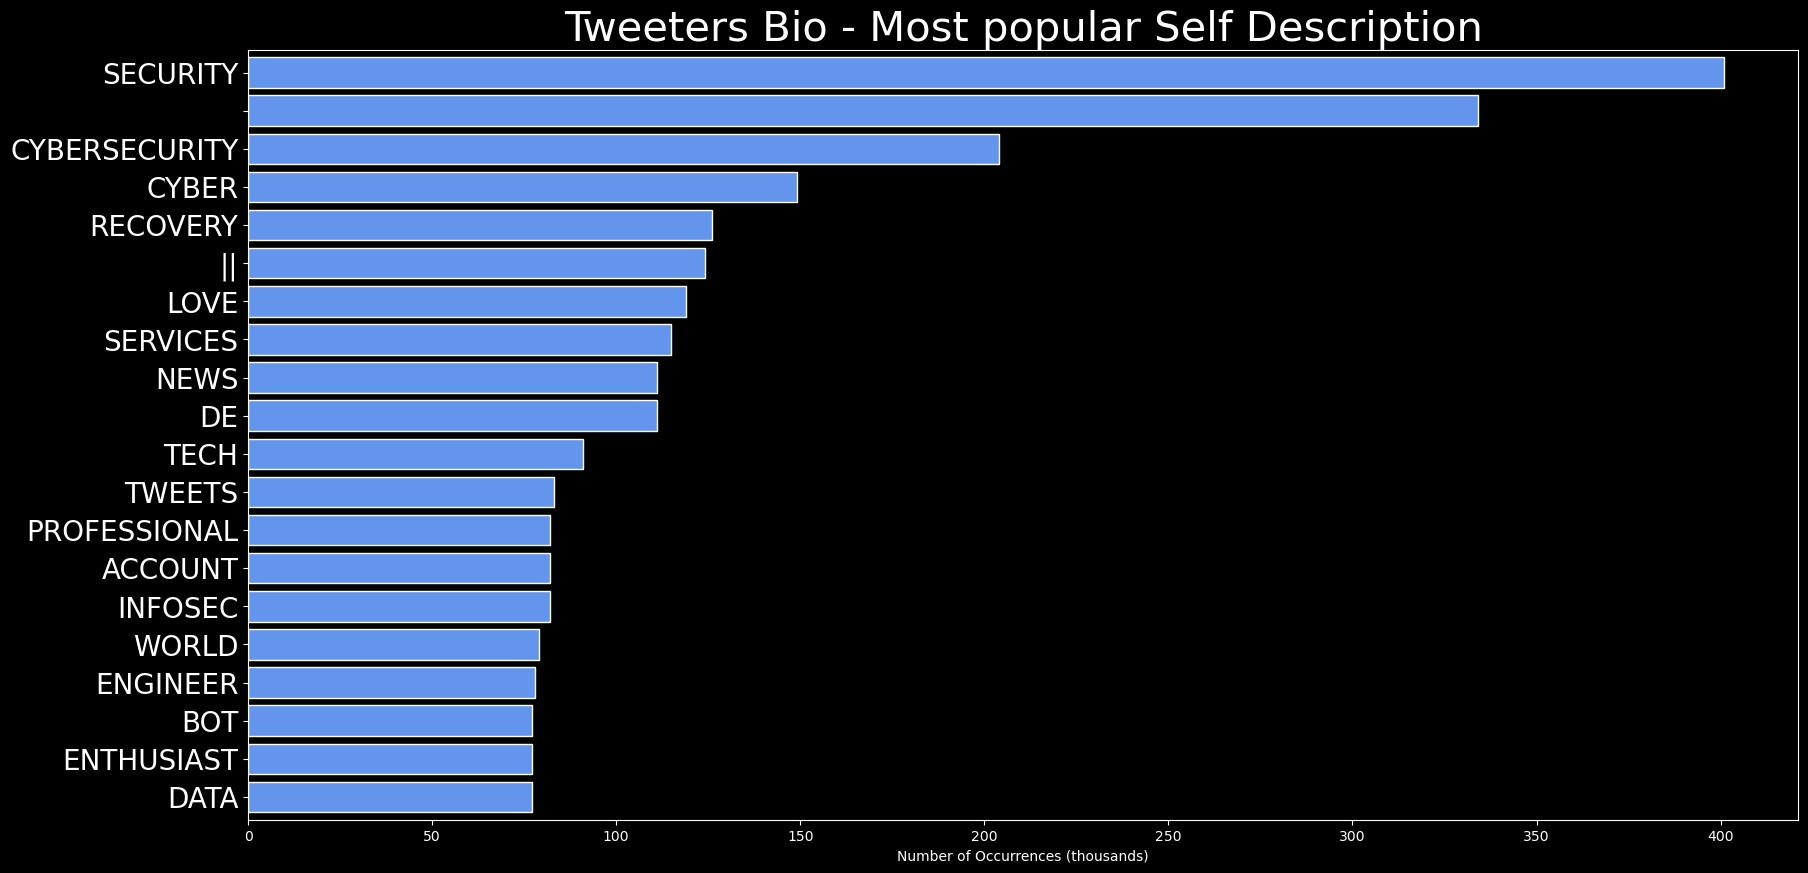 Tweeters Bio - Most popular Self Description
SECURITY
CYBERSECURITY
CYBER
RECOVERY
||
LOVE
SERVICES
NEWS
DE
TECH
TWEETS
PROFESSIONAL
ACCOUNT
INFOSEC
WORLD
ENGINEER
BOT
ENTHUSIAST
DATA
0 50 100 150 200 250 300 350 400
Number of Occurrences (thousands)